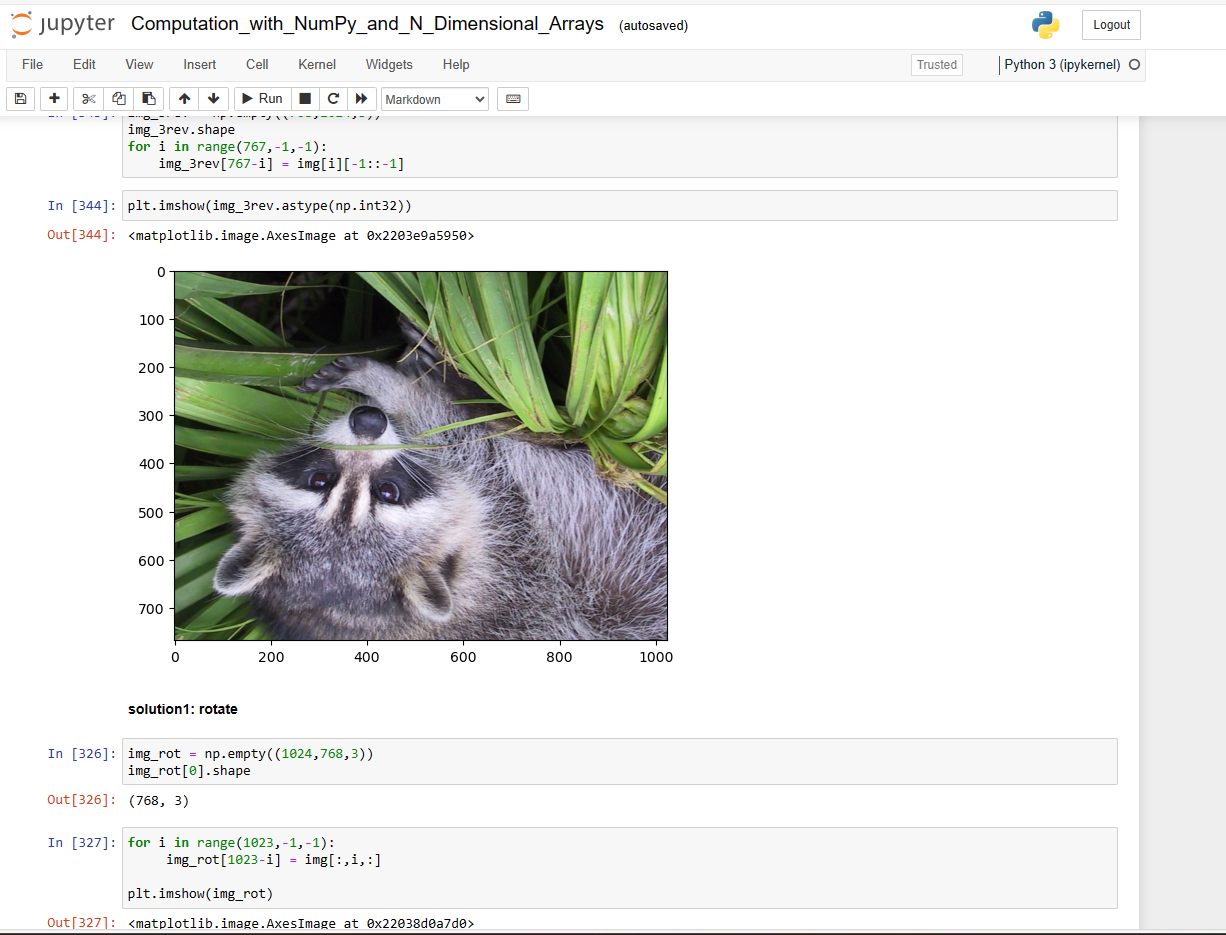 jupyter Computation_with_NumPy_and_N_Dimensional_Arrays (autosaved) Logout
File Edit View Insert Cell Kernel Widgets Help Trusted Python 3 (ipykernel)
Run Markdown
img_3rev.shape
for i in range(767,-1,-1):
    img_3rev[767-i] = img[i][-1::-1]
In [344]: plt.imshow(img_3rev.astype(np.int32))
Out[344]: <matplotlib.image.AxesImage at 0x2203e9a5950>
0
100
200
300
400
500
600
700
0 200 400 600 800 1000
solution1: rotate
In [326]: img_rot = np.empty((1024,768,3))
img_rot[0].shape
Out[326]: (768, 3)
In [327]: for i in range(1023,-1,-1):
     img_rot[1023-i] = img[:,i,:]
plt.imshow(img_rot)
Out[327]: <matplotlib.image.AxesImage at 0x22038d0a7d0>